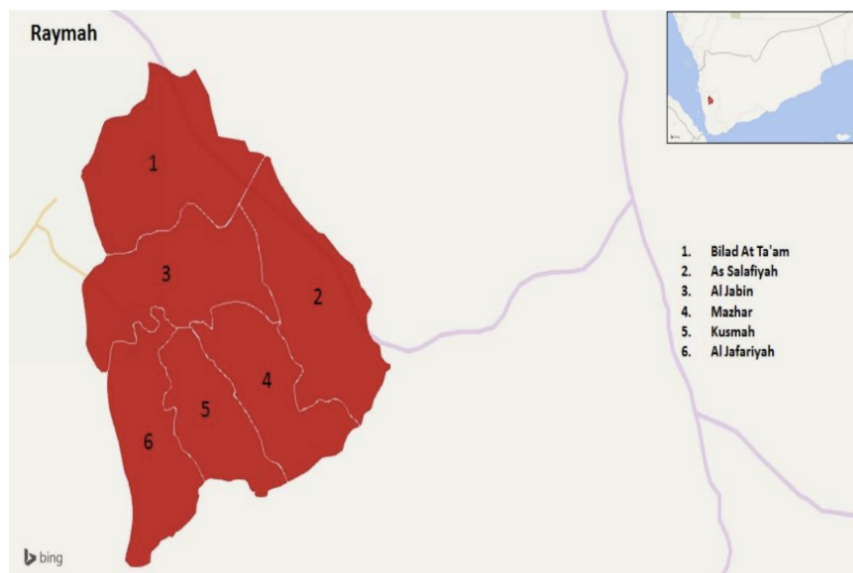 Raymah
1
3
2
4
5
6
1. Bilad At Ta'am
2. As Salafiyah
3. Al Jabin
4. Mazhar
5. Kusmah
6. Al Jafariyah
bing